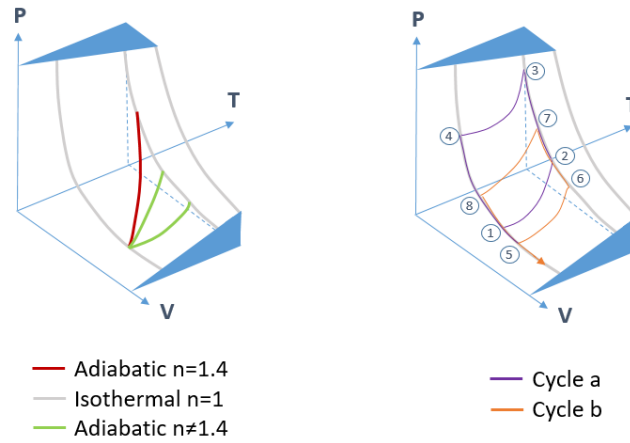 P
P
T
T
V
V
3
7
4
2
6
8
1
5
Adiabatic n=1.4
Isothermal n=1
Adiabatic n≠1.4
Cycle a
Cycle b